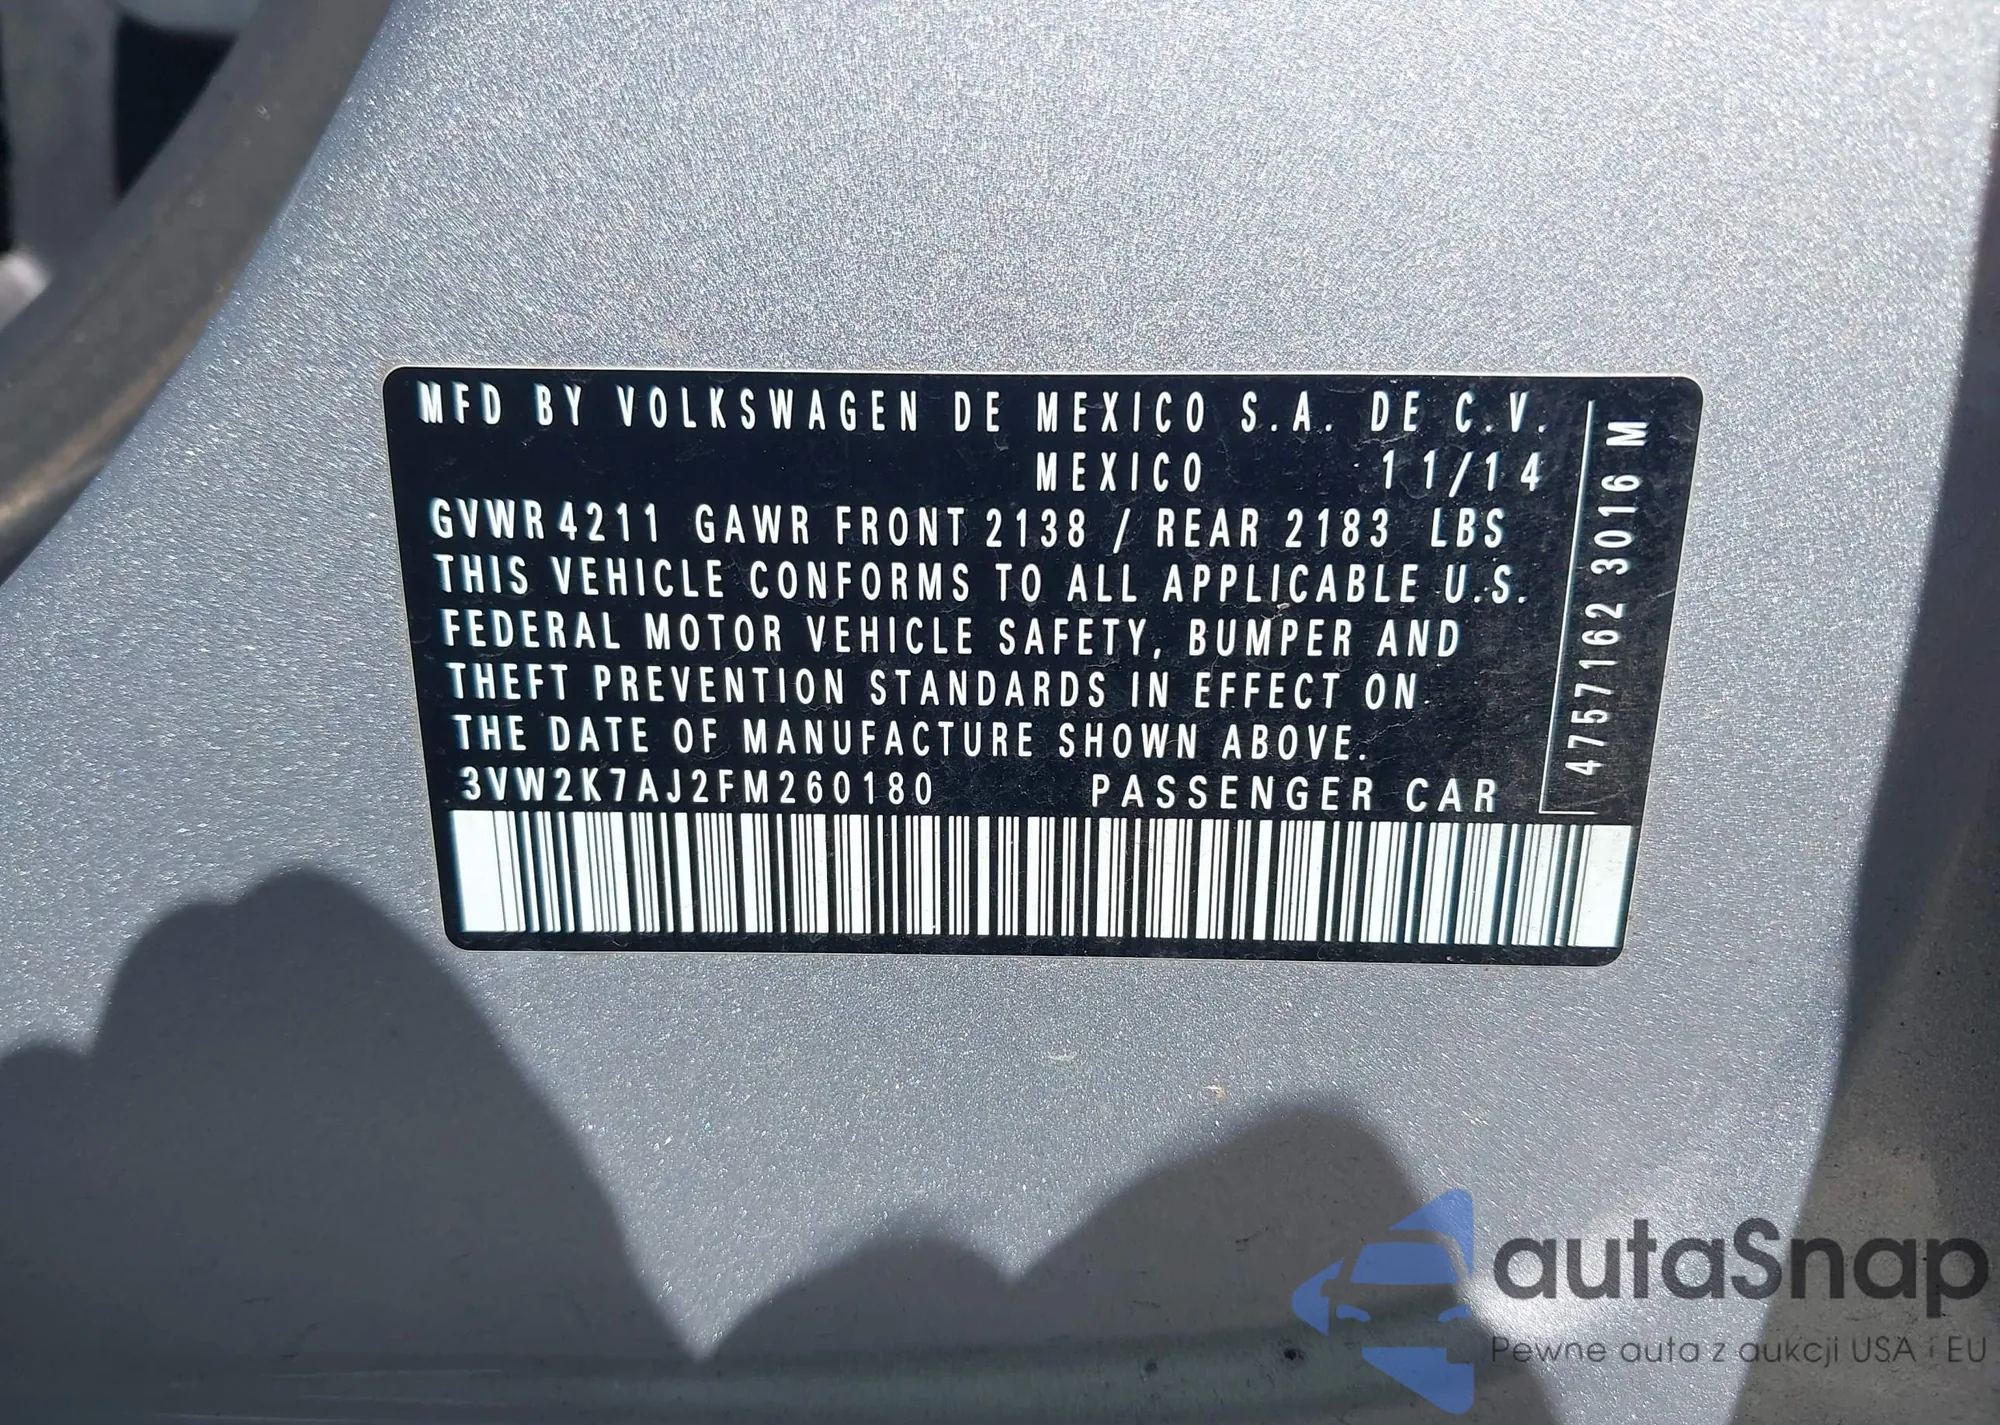 MFD BY VOLKSWAGEN DE MEXICO S.A. DE C.V.
MEXICO 11/14
GVWR 4211 GAWR FRONT 2138 / REAR 2183 LBS
THIS VEHICLE CONFORMS TO ALL APPLICABLE U.S.
FEDERAL MOTOR VEHICLE SAFETY, BUMPER AND
THEFT PREVENTION STANDARDS IN EFFECT ON
THE DATE OF MANUFACTURE SHOWN ABOVE.
3VW2K7AJ2FM260180 PASSENGER CAR
4757162 3016 M
autaSnap
Pewne auta z aukcji USA i EU